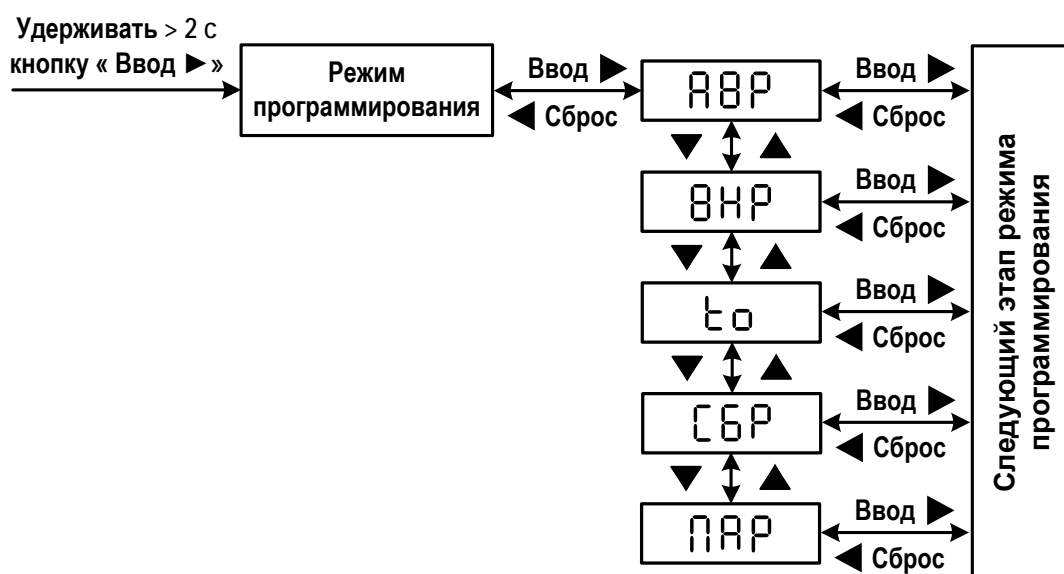 Удерживать > 2 с
кнопку « Ввод ►»
Режим
программирования
Ввод ►
◄ Сброс
АВР
Ввод ►
◄ Сброс
▼ ▲
ВНР
Ввод ►
◄ Сброс
▼ ▲
to
Ввод ►
◄ Сброс
▼ ▲
СБР
Ввод ►
◄ Сброс
▼ ▲
ПАР
Ввод ►
◄ Сброс
Следующий этап режима
программирования